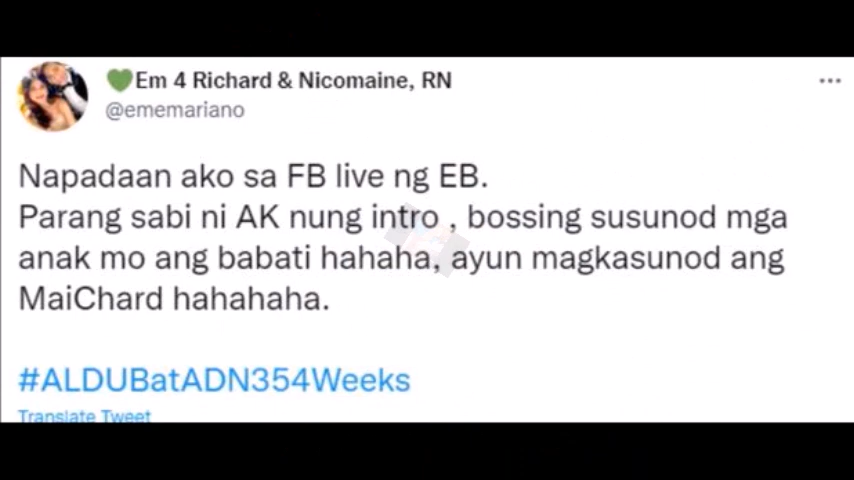 💚Em 4 Richard & Nicomaine, RN
@ememariano
Napadaan ako sa FB live ng EB.
Parang sabi ni AK nung intro , bossing susunod mga
anak mo ang babati hahaha, ayun magkasunod ang
MaiChard hahahaha.
#ALDUBatADN354Weeks
Translate Tweet